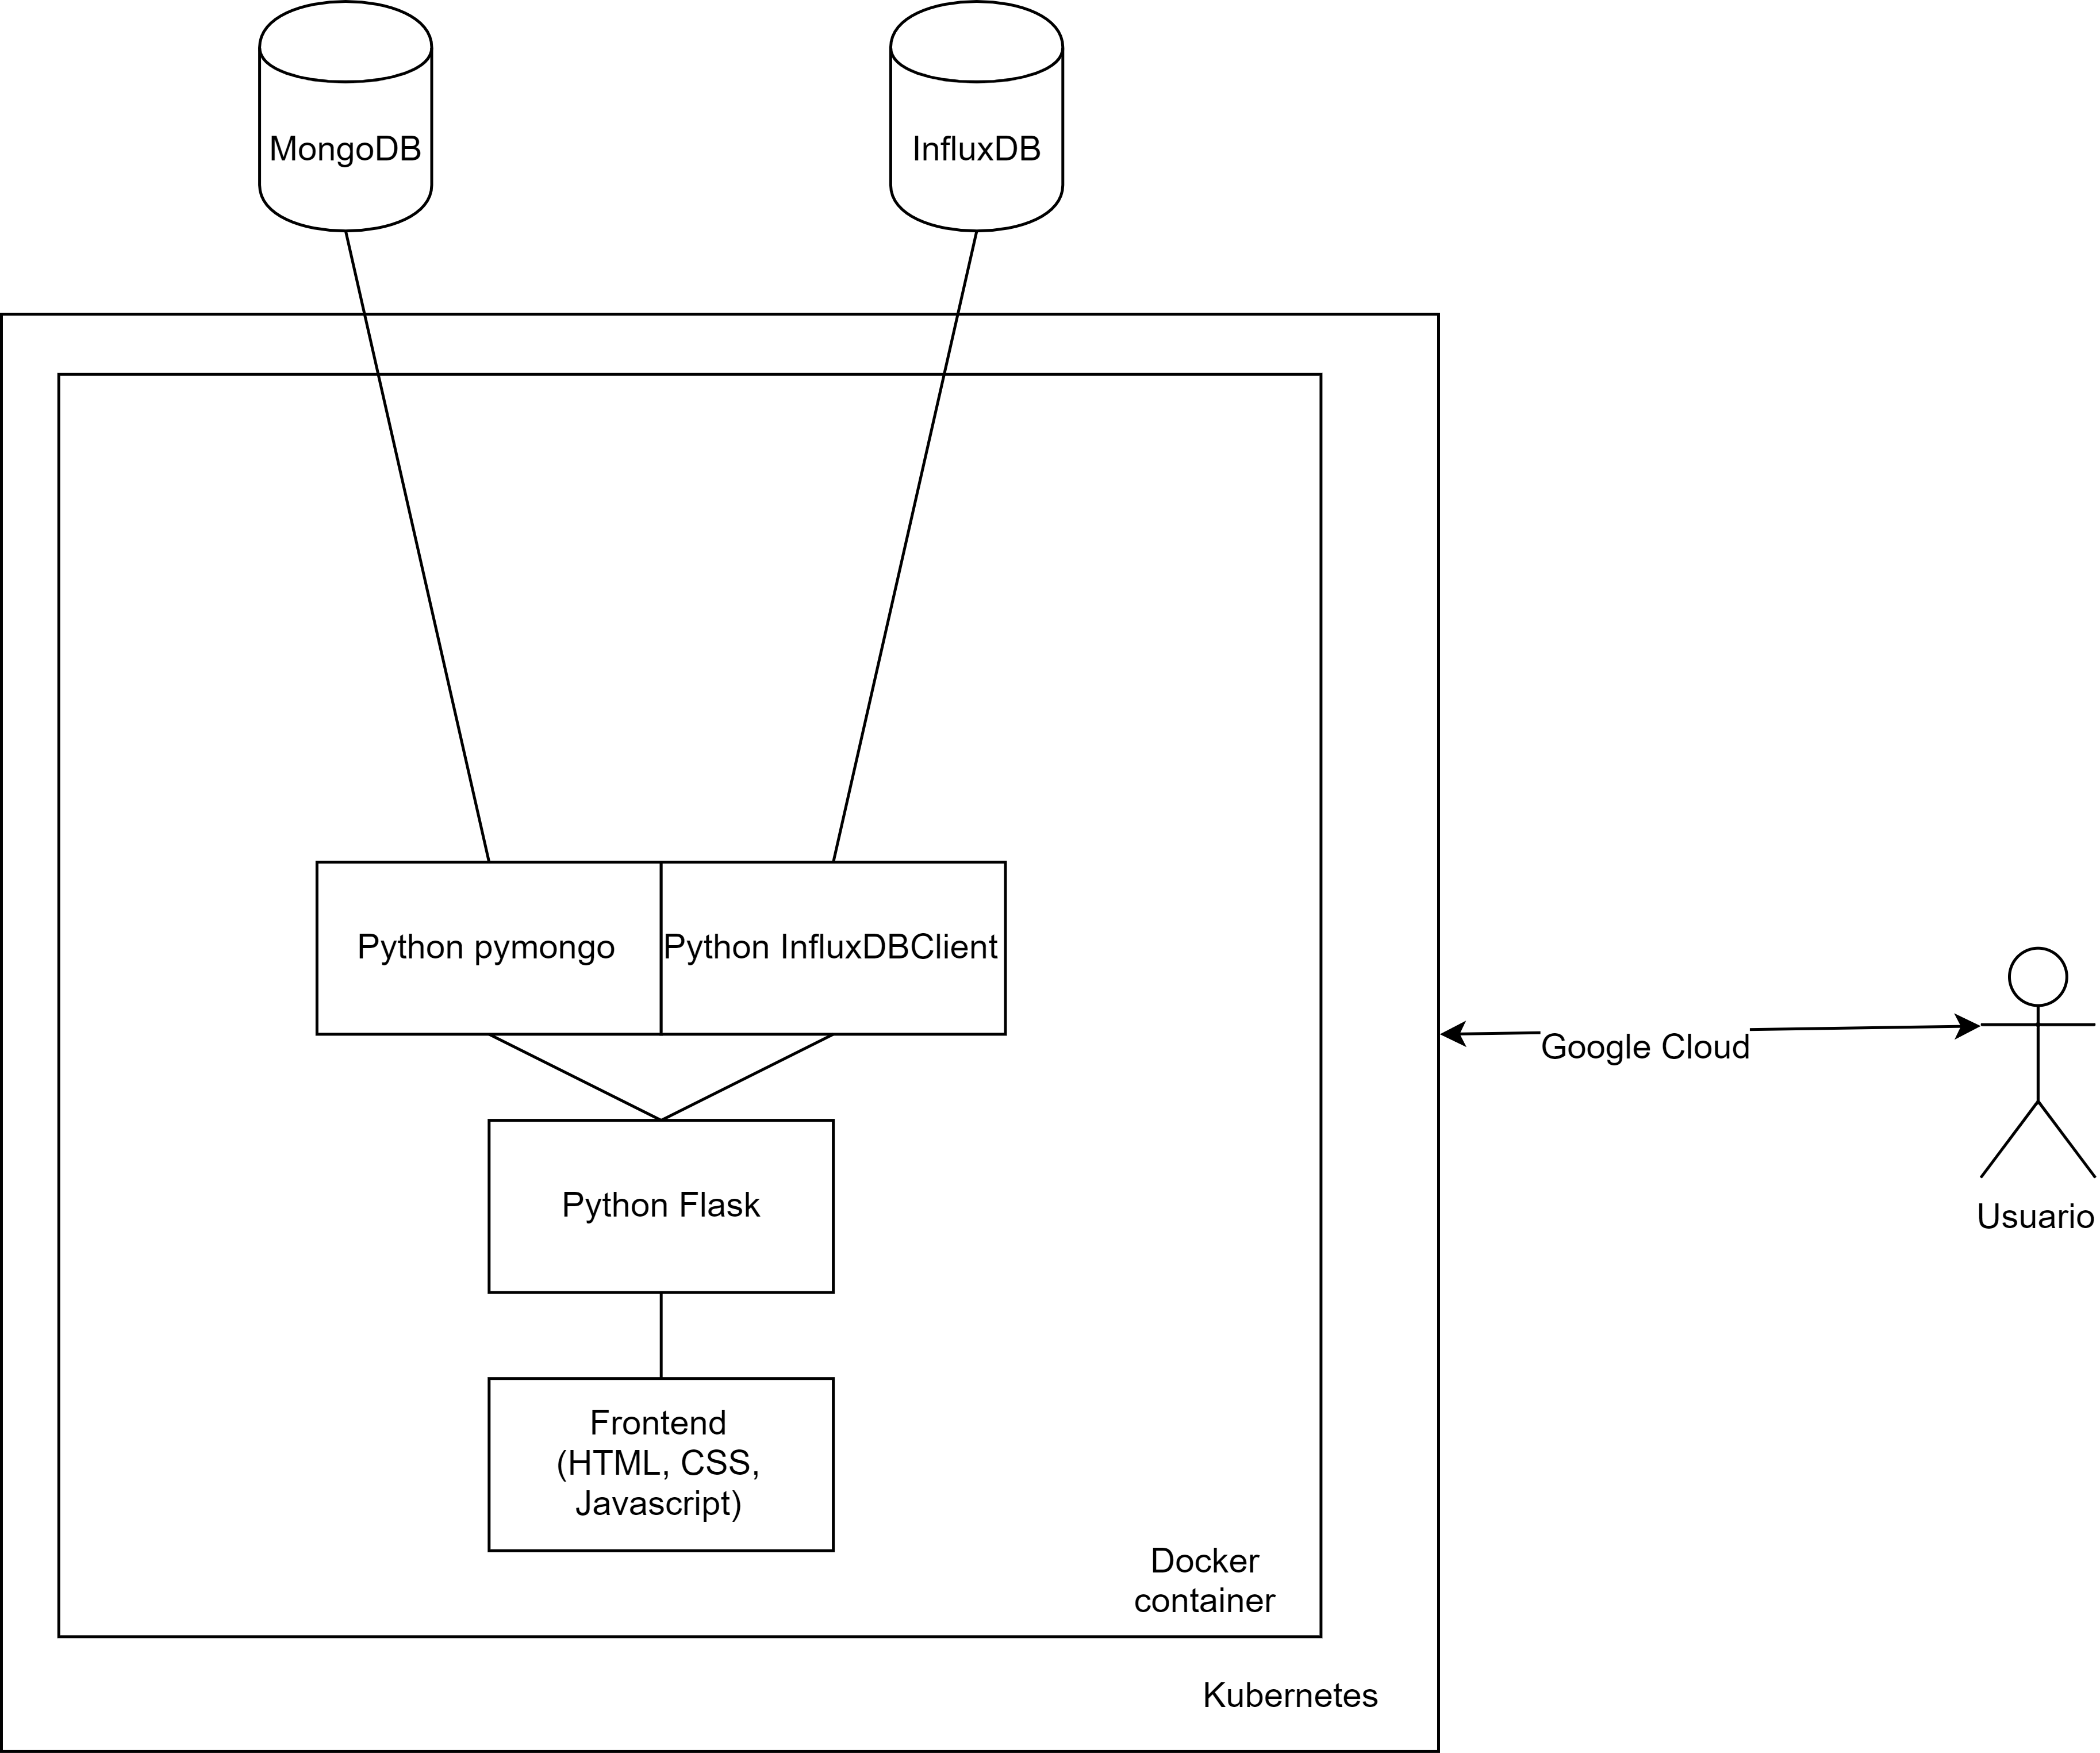 MongoDB
InfluxDB
Python pymongo
Python InfluxDBClient
Google Cloud
Python Flask
Usuario
Frontend
(HTML, CSS,
Javascript)
Docker
container
Kubernetes